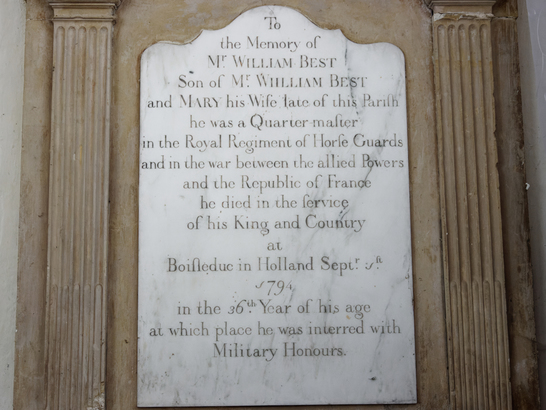 To
the Memory of
Mr. WILLIAM BEST
Son of Mr. WIILLIAM BEST
and MARY his Wife late of this Pariſh
he was a Quarter maſter
in the Royal Regiment of Horſe Guards
and in the war between the allied Powers
and the Republic of France
he died in the ſervice
of his King and Country
at
Boiſleduc in Holland Septr. 1st.
1794
in the 36th. Year of his age
at which place he was interred with
Military Honours.